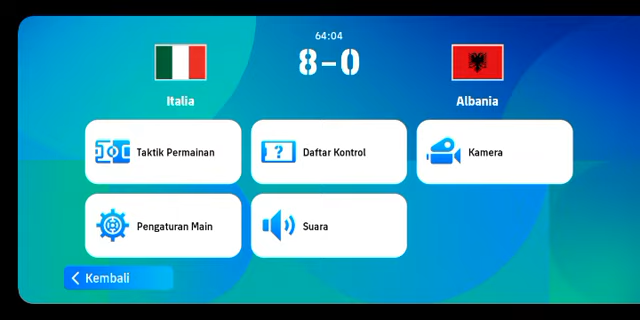 64:04
8-0
Italia
Albania
Taktik Permainan
Daftar Kontrol
?
Kamera
Pengaturan Main
Suara
Kembali